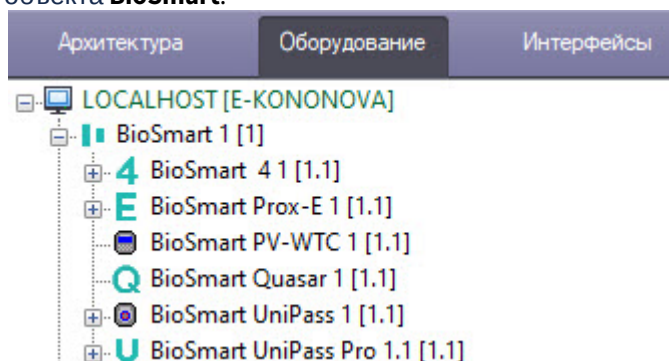 объекта BioSmart.
Архитектура Оборудование Интерфейсы
LOCALHOST [E-KONONOVA]
BioSmart 1 [1]
4 BioSmart 4 1 [1.1]
E BioSmart Prox-E 1 [1.1]
BioSmart PV-WTC 1 [1.1]
Q BioSmart Quasar 1 [1.1]
BioSmart UniPass 1 [1.1]
U BioSmart UniPass Pro 1.1 [1.1]